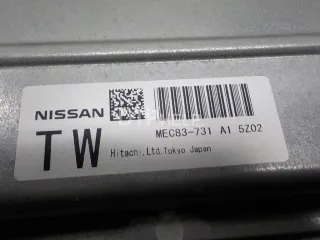 NISSAN
MEC83-731 A1 5Z02
TW
Hitachi,Ltd.Tokyo Japan